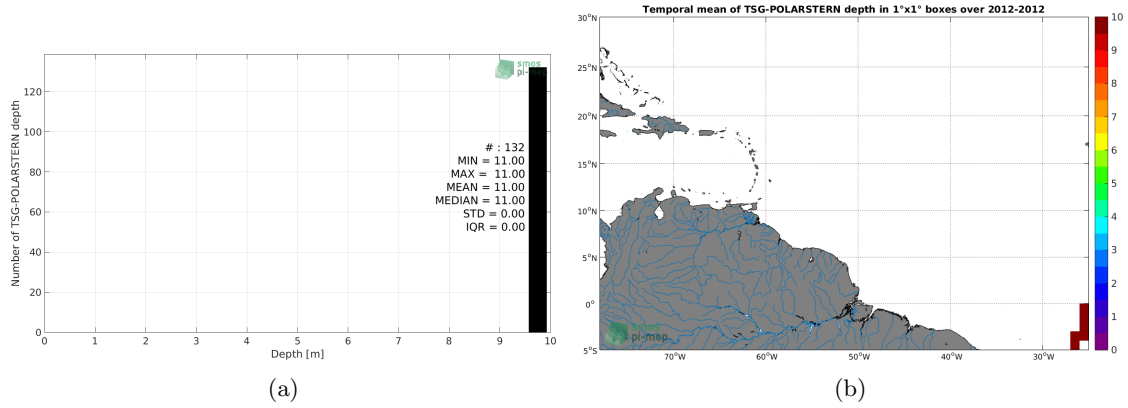 smos
pi-mep
Number of TSG-POLARSTERN depth
120
100
80
60
40
20
0
# : 132
MIN = 11.00
MAX = 11.00
MEAN = 11.00
MEDIAN = 11.00
STD = 0.00
IQR = 0.00
0 1 2 3 4 5 6 7 8 9 10
Depth [m]
(a)
Temporal mean of TSG-POLARSTERN depth in 1°x1° boxes over 2012-2012
30°N
25°N
20°N
15°N
10°N
5°N
0°
5°S
70°W 60°W 50°W 40°W 30°W
smos
pi-mep
10
9
8
7
6
5
4
3
2
1
0
(b)